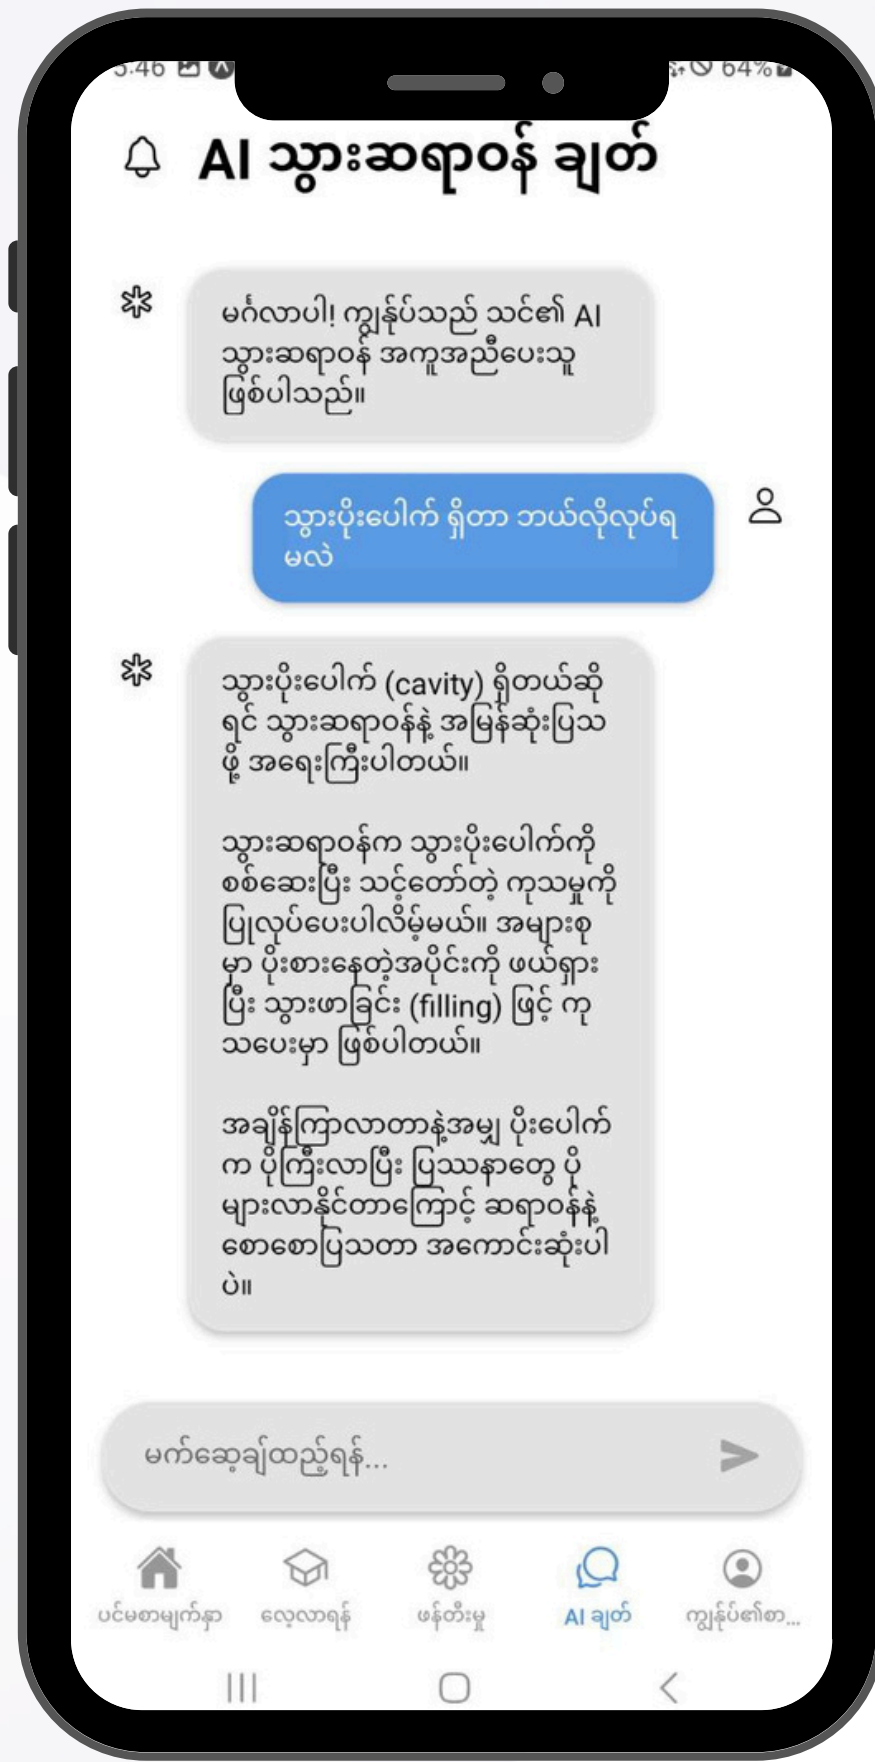 64%
AI သွားဆရာဝန် ချတ်
မင်္ဂလာပါ! ကျွန်ုပ်သည် သင်၏ AI
သွားဆရာဝန် အကူအညီပေးသူ
ဖြစ်ပါသည်။
သွားပိုးပေါက် ရှိတာ ဘယ်လိုလုပ်ရ
မလဲ
သွားပိုးပေါက် (cavity) ရှိတယ်ဆို
ရင် သွားဆရာဝန်နဲ့ အမြန်ဆုံးပြသ
ဖို့ အရေးကြီးပါတယ်။
သွားဆရာဝန်က သွားပိုးပေါက်ကို
စစ်ဆေးပြီး သင့်တော်တဲ့ ကုသမှုကို
ပြုလုပ်ပေးပါလိမ့်မယ်။ အများစု
မှာ ပိုးစားနေတဲ့အပိုင်းကို ဖယ်ရှား
ပြီး သွားဖာခြင်း (filling) ဖြင့် ကု
သပေးမှာ ဖြစ်ပါတယ်။
အချိန်ကြာလာတာနဲ့အမျှ ပိုးပေါက်
က ပိုကြီးလာပြီး ပြဿနာတွေ ပို
များလာနိုင်တာကြောင့် ဆရာဝန်နဲ့
စောစောပြသတာ အကောင်းဆုံးပါ
ပဲ။
မက်ဆေ့ချ်ထည့်ရန်...
ပင်မစာမျက်နှာ လေ့လာရန် ဖန်တီးမှု AI ချတ် ကျွန်ုပ်၏စာ...